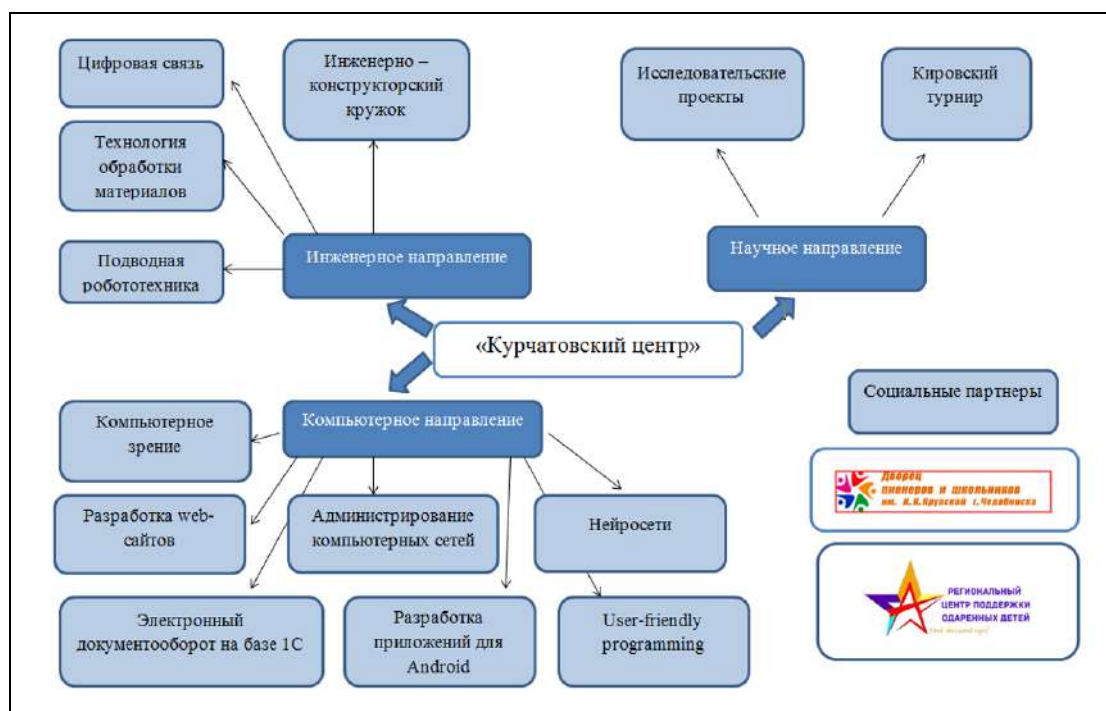 Цифровая связь
Инженерно –
конструкторский
кружок
Исследовательские
проекты
Кировский
турнир
Технология
обработки
материалов
Подводная
робототехника
Инженерное направление
Научное направление
«Курчатовский центр»
Социальные партнеры
Компьютерное направление
Компьютерное
зрение
Дворец
пионеров и школьников
им. Н.К.Крупской г.Челябинска
Разработка web-
сайтов
Администрирование
компьютерных сетей
Нейросети
РЕГИОНАЛЬНЫЙ
ЦЕНТР ПОДДЕРЖКИ
ОДАРЕННЫХ ДЕТЕЙ
Электронный
документооборот на базе 1С
Разработка
приложений для
Android
User-friendly
programming